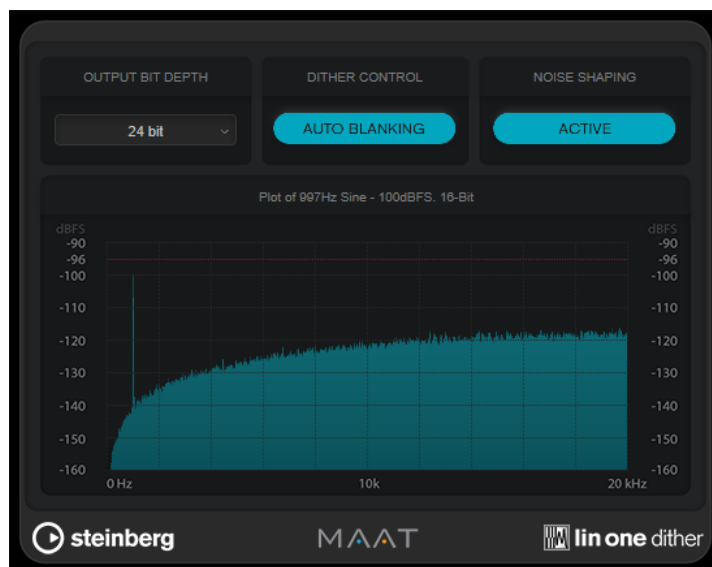 OUTPUT BIT DEPTH DITHER CONTROL NOISE SHAPING
24 bit AUTO BLANKING ACTIVE
Plot of 997Hz Sine - 100dBFS. 16-Bit
dBFS dBFS
-90 -90
-96 -96
-100 -100
-110 -110
-120 -120
-130 -130
-140 -140
-150 -150
-160 -160
0 Hz 10k 20 kHz
steinberg MAAT lin one dither